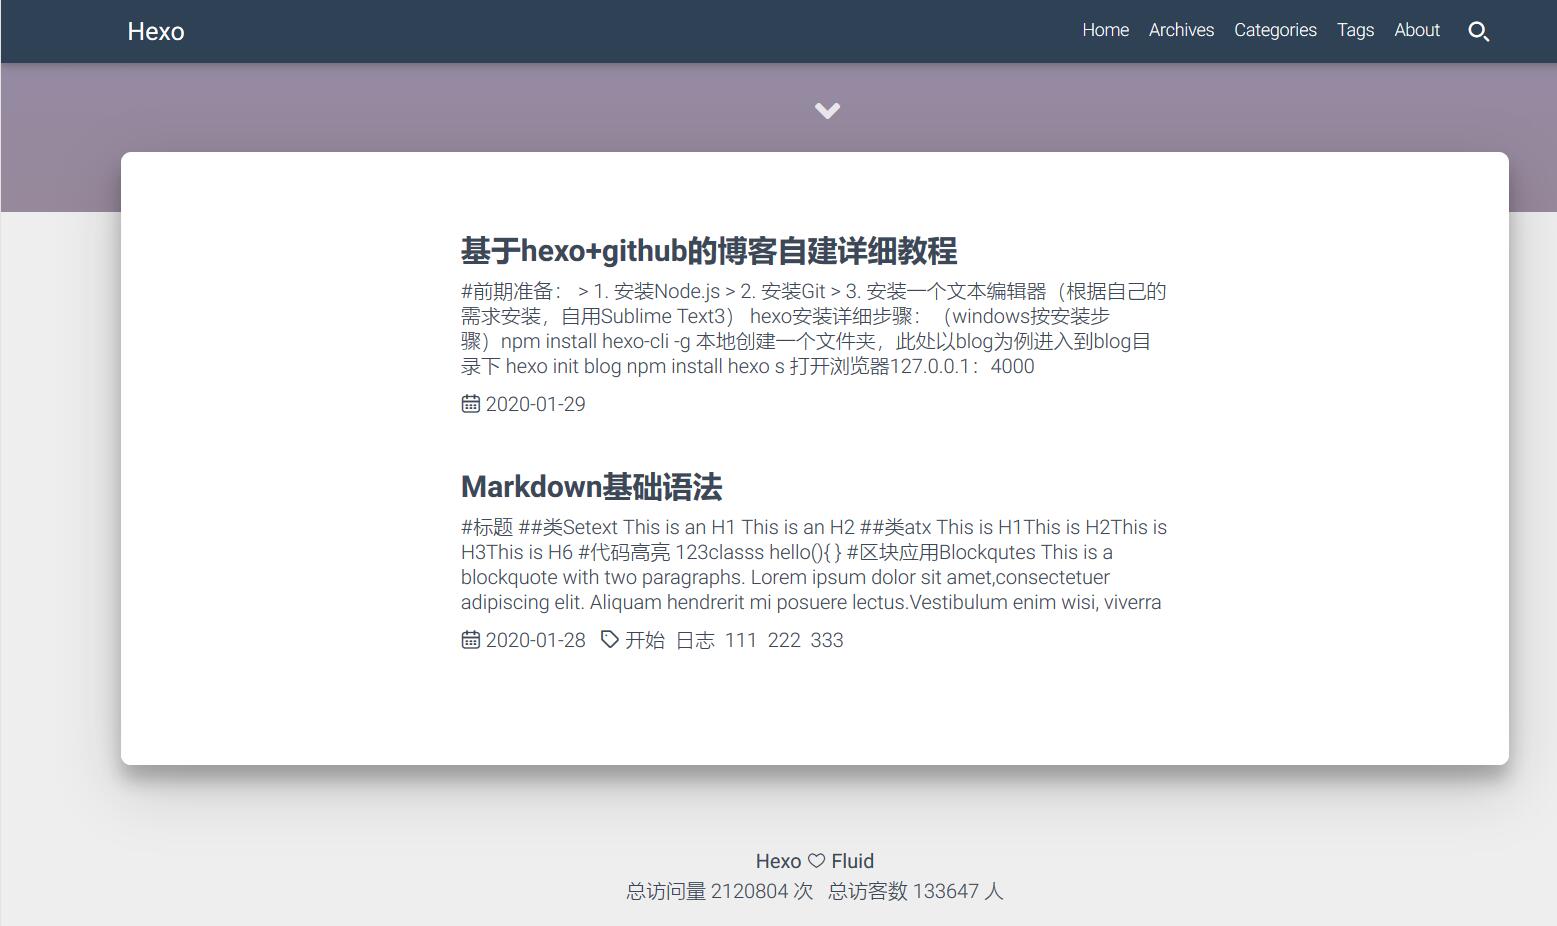 Hexo
Home Archives Categories Tags About
基于hexo+github的博客自建详细教程
#前期准备： > 1. 安装Node.js > 2. 安装Git > 3. 安装一个文本编辑器（根据自己的
需求安装，自用Sublime Text3） hexo安装详细步骤：（windows按安装步
骤）npm install hexo-cli -g 本地创建一个文件夹，此处以blog为例进入到blog目
录下 hexo init blog npm install hexo s 打开浏览器127.0.0.1：4000
2020-01-29
Markdown基础语法
#标题 ##类Setext This is an H1 This is an H2 ##类atx This is H1This is H2This is
H3This is H6 #代码高亮 123classs hello(){ } #区块应用Blockqutes This is a
blockquote with two paragraphs. Lorem ipsum dolor sit amet,consectetuer
adipiscing elit. Aliquam hendrerit mi posuere lectus.Vestibulum enim wisi, viverra
2020-01-28 开始 日志 111 222 333
Hexo ♡ Fluid
总访问量 2120804 次 总访客数 133647 人